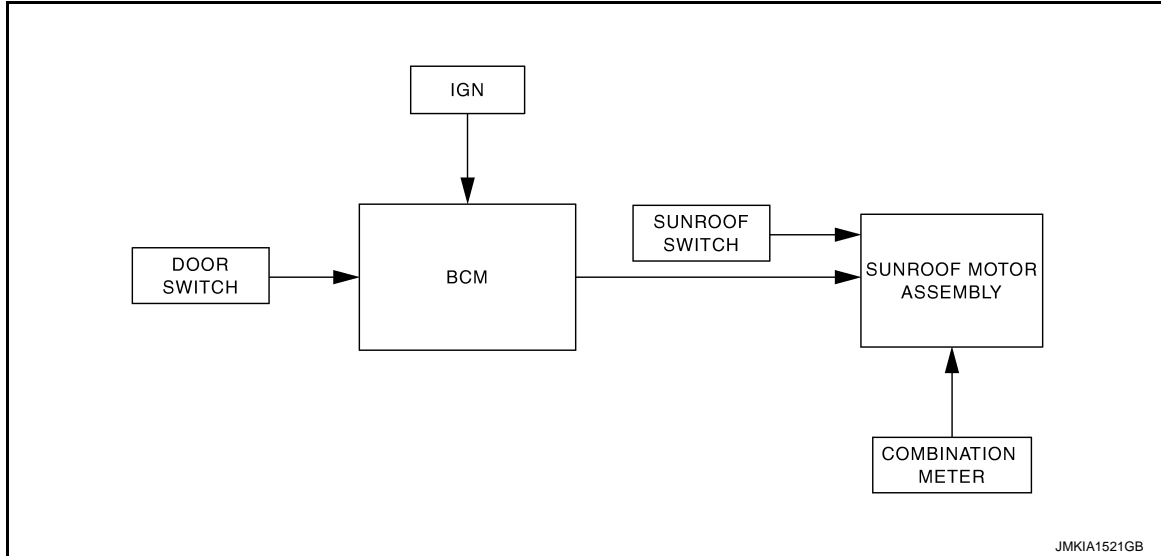 IGN
SUNROOF
SWITCH
DOOR
SWITCH
BCM
SUNROOF MOTOR
ASSEMBLY
COMBINATION
METER
JMKIA1521GB